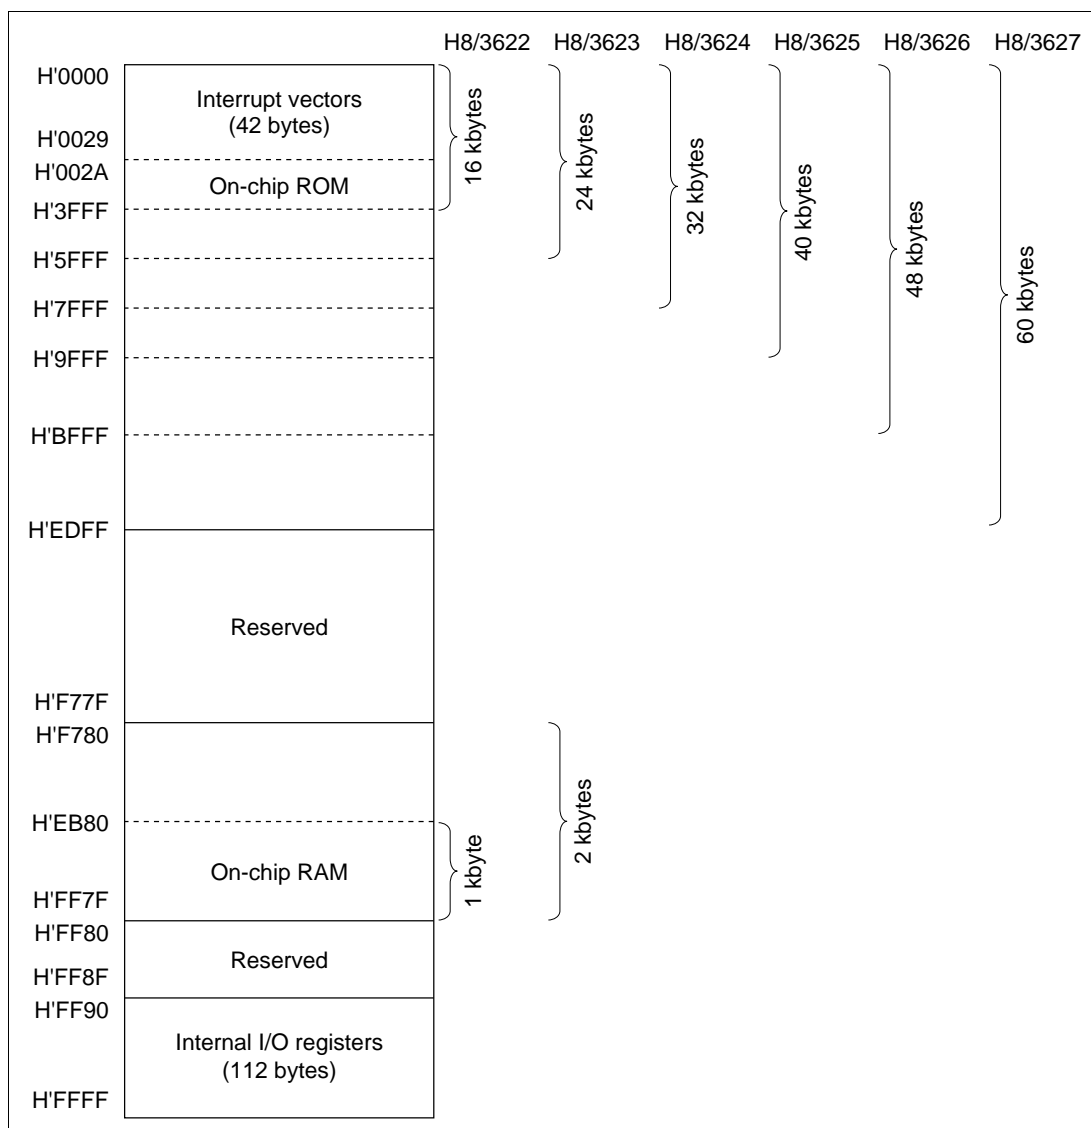 H8/3622 H8/3623 H8/3624 H8/3625 H8/3626 H8/3627
H'0000
Interrupt vectors
(42 bytes)
H'0029
H'002A
On-chip ROM
H'3FFF
H'5FFF
H'7FFF
H'9FFF
H'BFFF
H'EDFF
16 kbytes
24 kbytes
32 kbytes
40 kbytes
48 kbytes
60 kbytes
Reserved
H'F77F
H'F780
H'EB80
On-chip RAM
H'FF7F
1 kbyte
2 kbytes
H'FF80
Reserved
H'FF8F
H'FF90
Internal I/O registers
(112 bytes)
H'FFFF